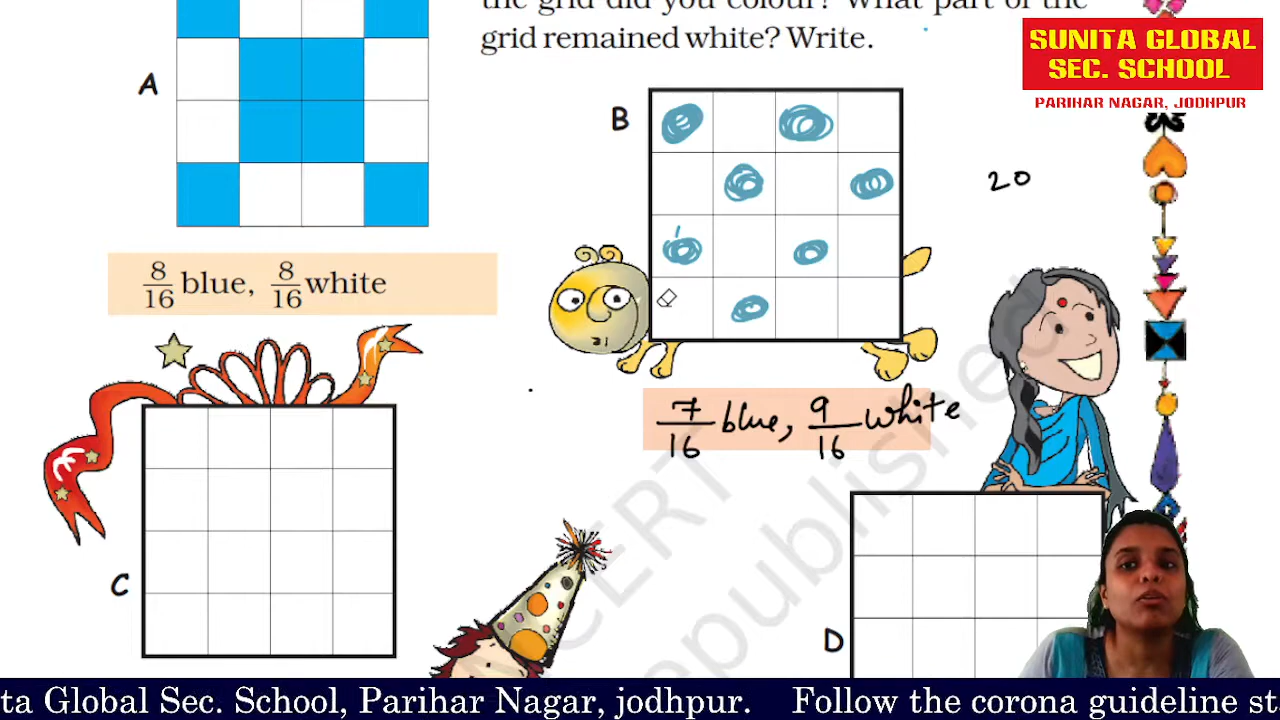 the grid did you colour? What part of the
grid remained white? Write.
SUNITA GLOBAL
SEC. SCHOOL
PARIHAR NAGAR, JODHPUR
A
B
20
8/16 blue, 8/16 white
7/16 blue, 9/16 white
C
D
ta Global Sec. School, Parihar Nagar, jodhpur. Follow the corona guideline st